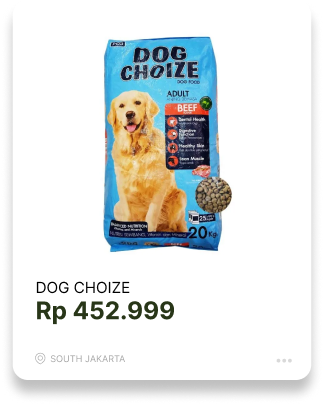 DOG
CHOIZE
DOG FOOD
ADULT
BEEF
Dental Health
Digestive
Function
Healthy Skin
Lean Muscle
20 Kg
DOG CHOIZE
Rp 452.999
SOUTH JAKARTA